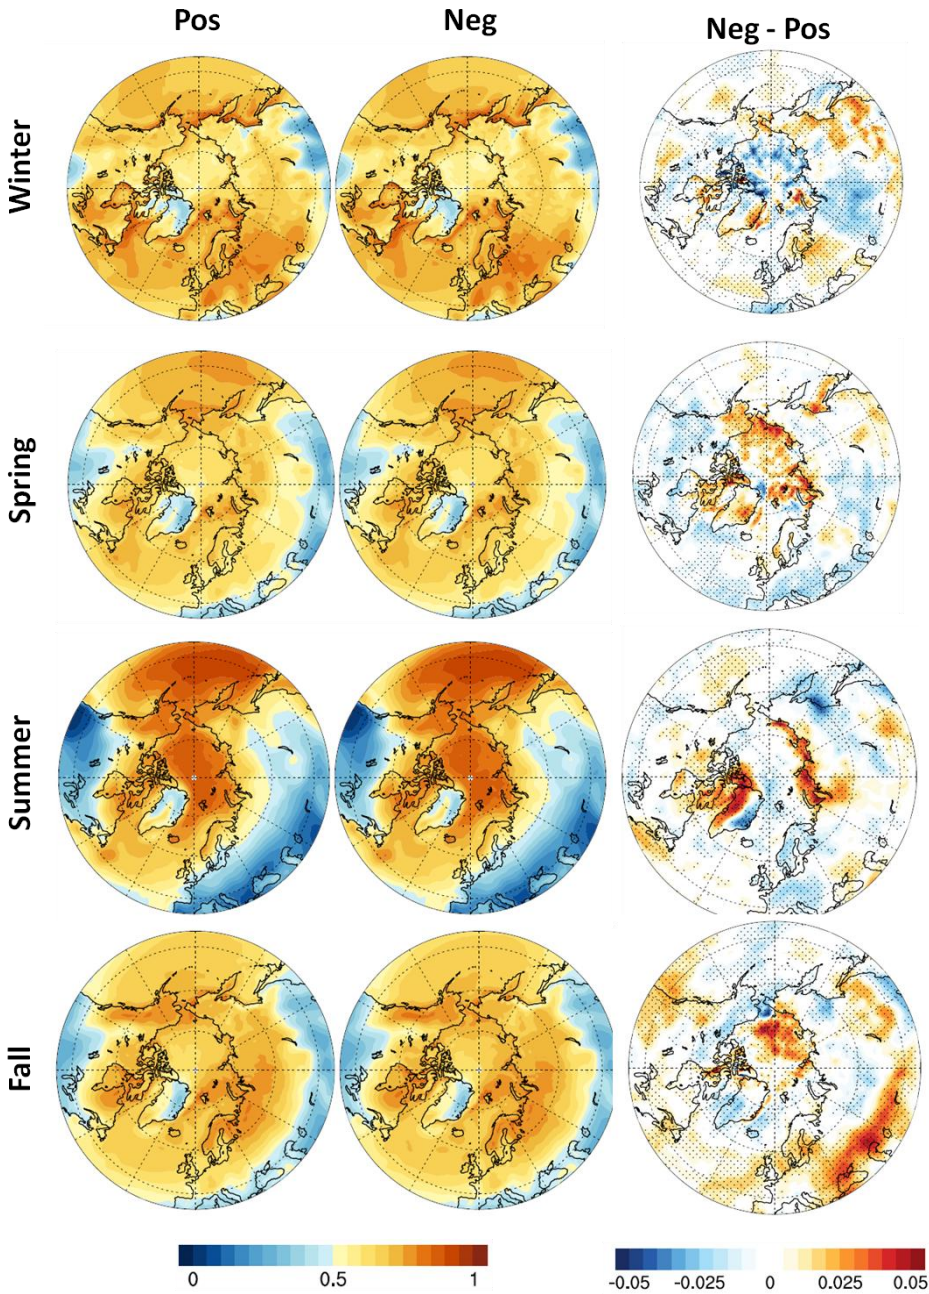 Pos Neg Neg - Pos
Winter
Spring
Summer
Fall
0 0.5 1
-0.05 -0.025 0 0.025 0.05